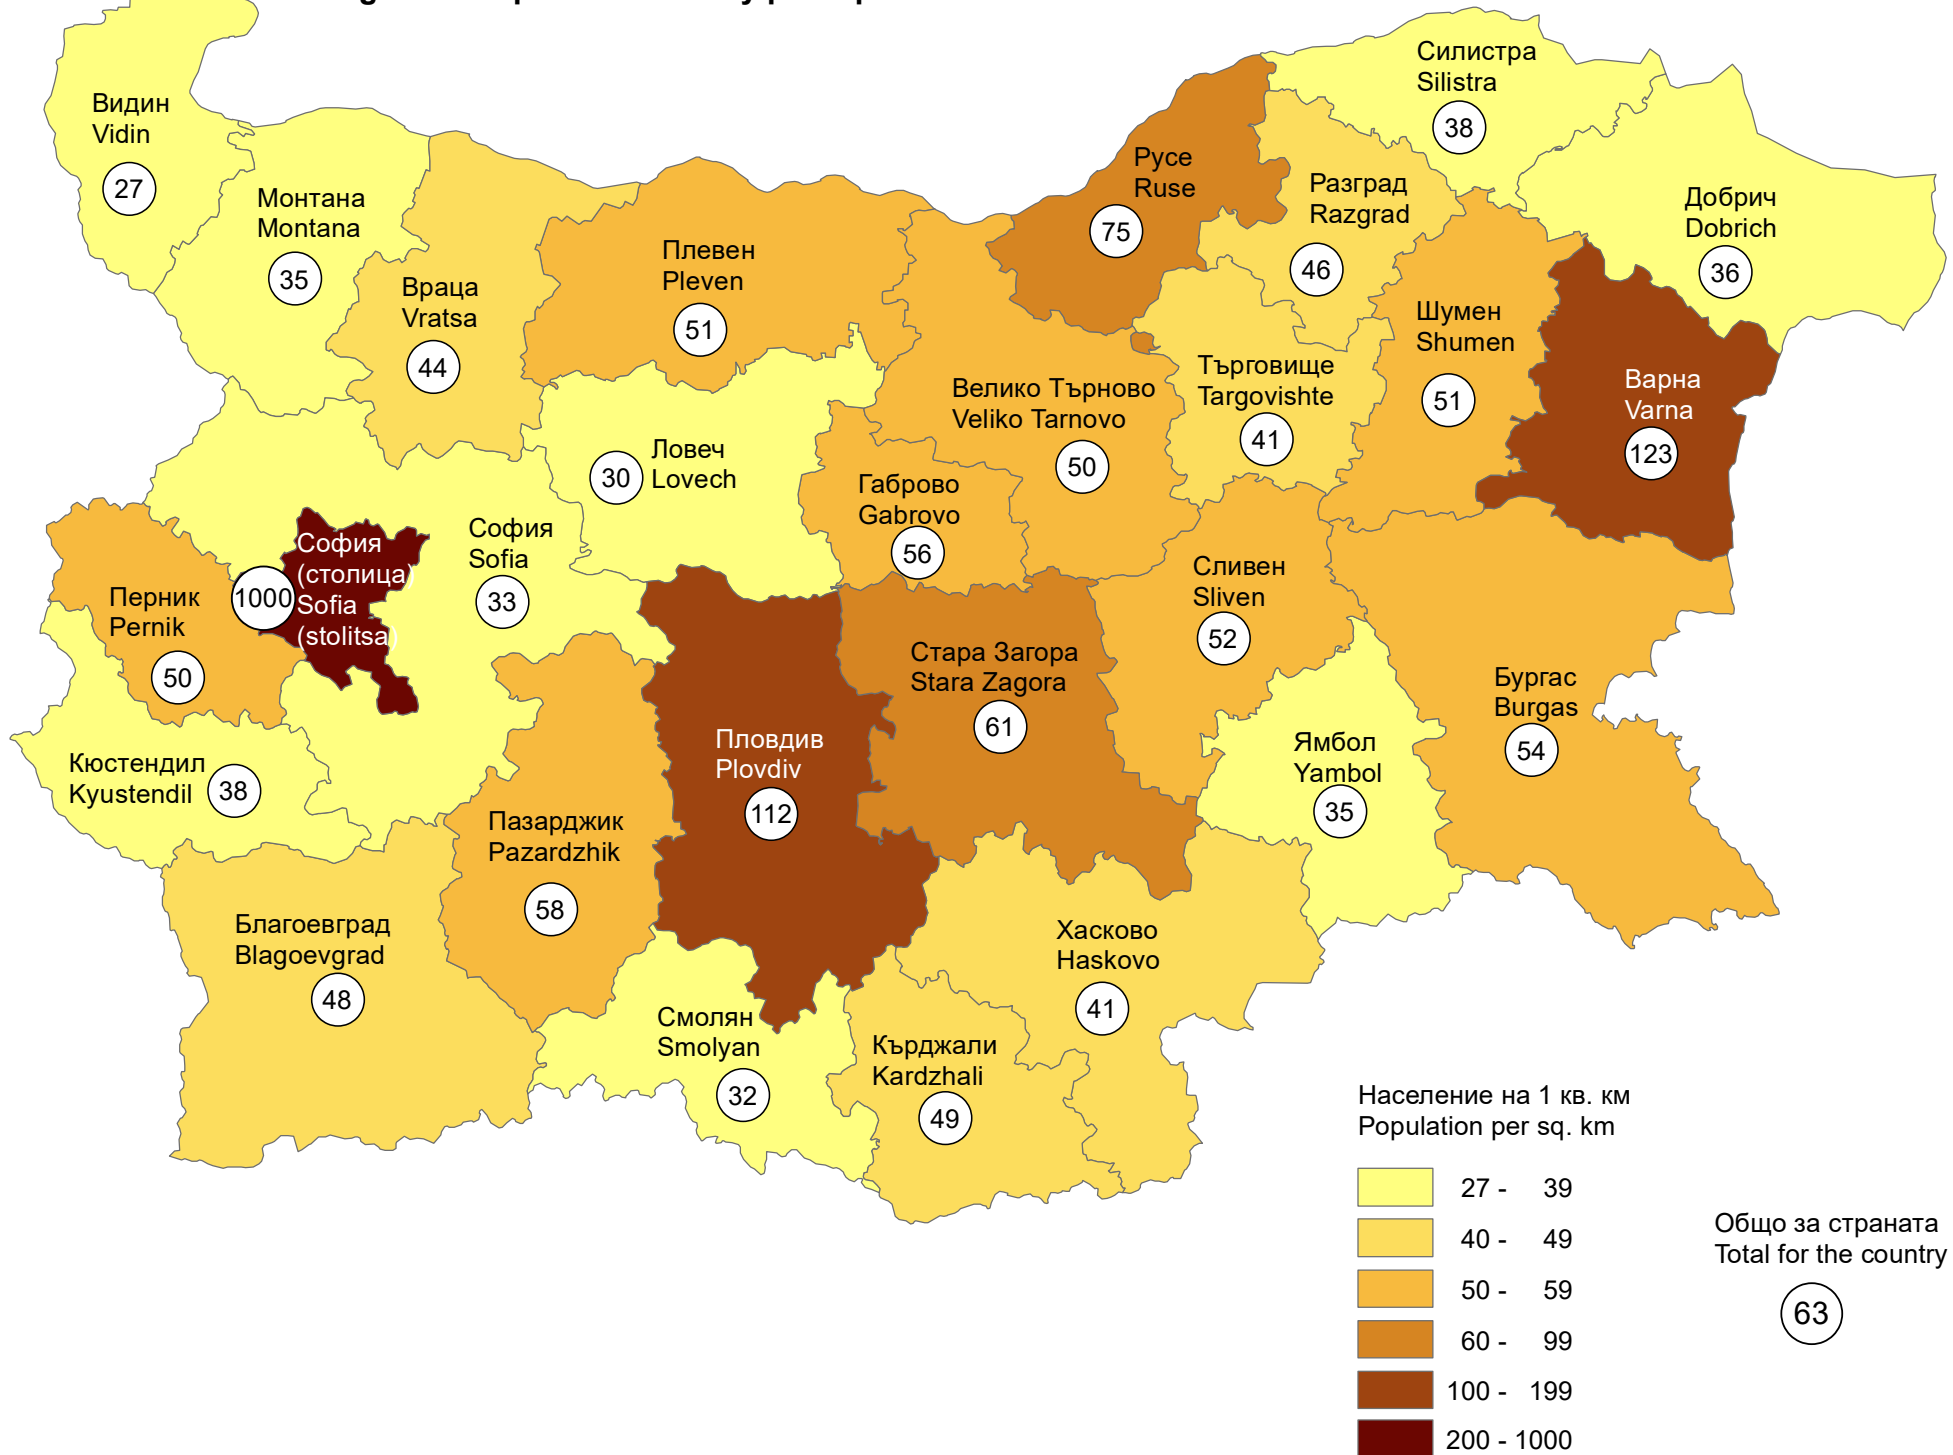 Видин
Vidin
27
Монтана
Montana
35
Враца
Vratsa
44
Плевен
Pleven
51
Русе
Ruse
75
Силистра
Silistra
38
Разград
Razgrad
46
Добрич
Dobrich
36
Шумен
Shumen
51
Варна
Varna
123
Търговище
Targovishte
41
Велико Търново
Veliko Tarnovo
50
Ловеч
Lovech
30
Габрово
Gabrovo
56
София
(столица)
Sofia
(stolitsa)
1000
София
Sofia
33
Перник
Pernik
50
Кюстендил
Kyustendil
38
Сливен
Sliven
52
Стара Загора
Stara Zagora
61
Бургас
Burgas
54
Ямбол
Yambol
35
Пловдив
Plovdiv
112
Пазарджик
Pazardzhik
58
Благоевград
Blagoevgrad
48
Хасково
Haskovo
41
Смолян
Smolyan
32
Кърджали
Kardzhali
49
Население на 1 кв. км
Population per sq. km
27 - 39
40 - 49
50 - 59
60 - 99
100 - 199
200 - 1000
Общо за страната
Total for the country
63